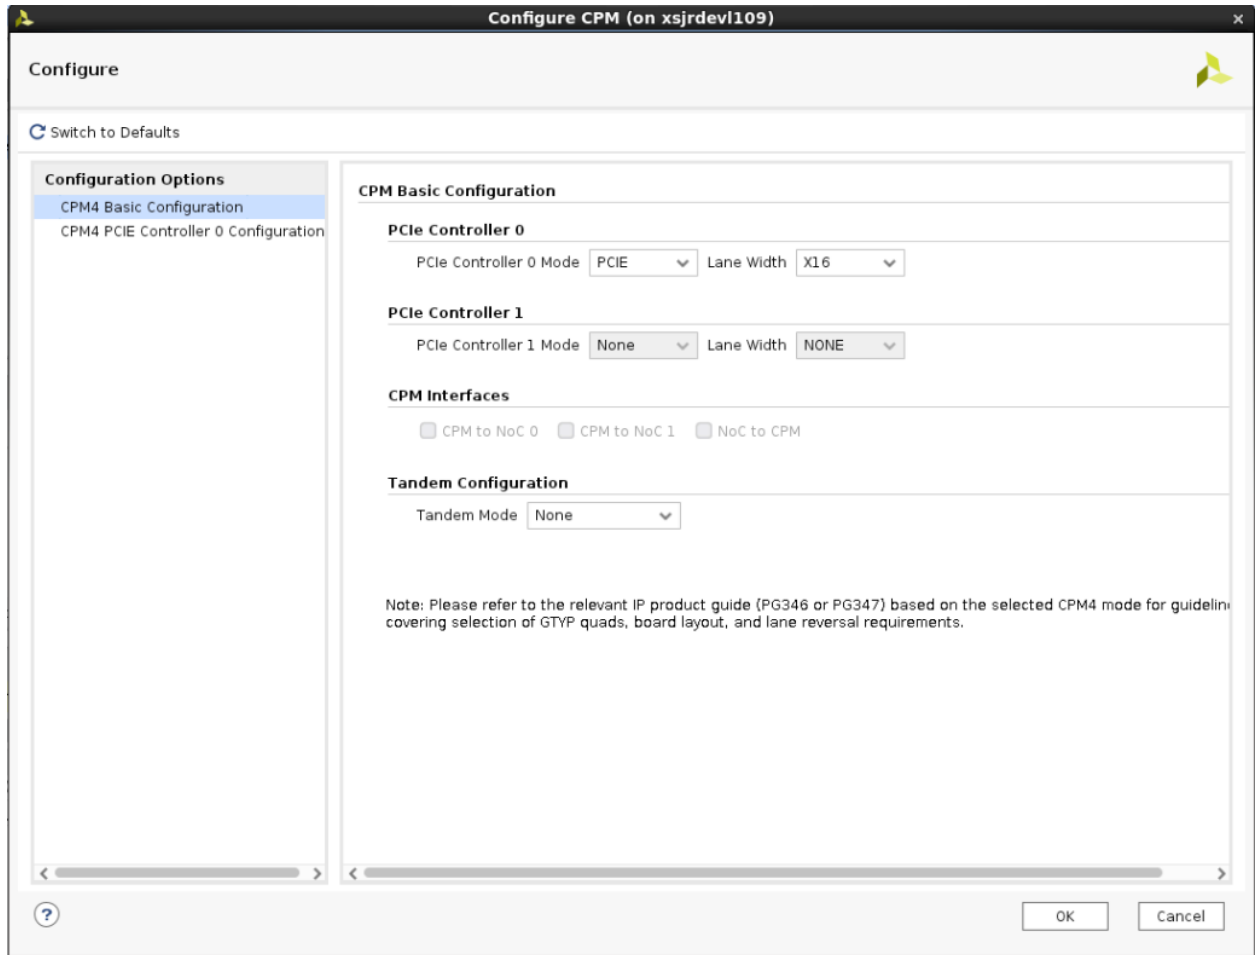 Configure CPM (on xsjrdevl109)
Configure
Switch to Defaults
Configuration Options
CPM4 Basic Configuration
CPM4 PCIE Controller 0 Configuration
CPM Basic Configuration
PCIe Controller 0
PCIe Controller 0 Mode PCIE Lane Width X16
PCIe Controller 1
PCIe Controller 1 Mode None Lane Width NONE
CPM Interfaces
CPM to NoC 0 CPM to NoC 1 NoC to CPM
Tandem Configuration
Tandem Mode None
Note: Please refer to the relevant IP product guide (PG346 or PG347) based on the selected CPM4 mode for guidelin
covering selection of GTYP quads, board layout, and lane reversal requirements.
? OK Cancel